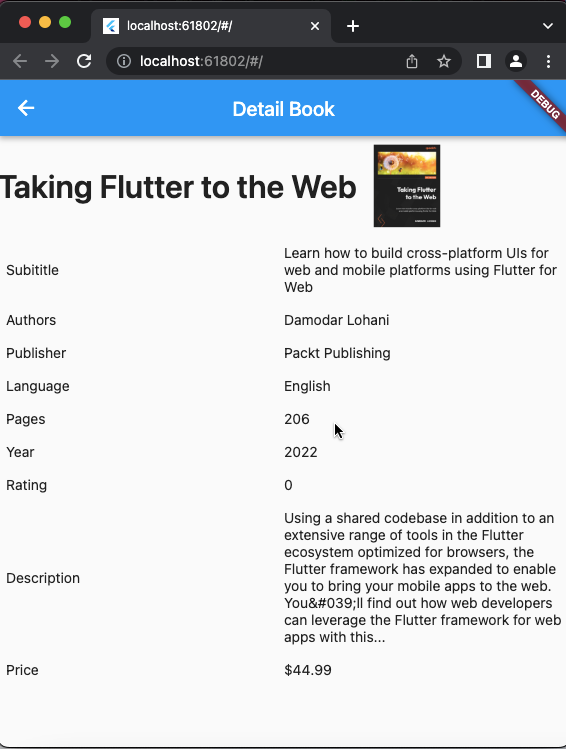 localhost:61802/#/
localhost:61802/#/
Detail Book
DEBUG
Taking Flutter to the Web
Taking Flutter
to the Web
Subititle
Learn how to build cross-platform UIs for
web and mobile platforms using Flutter for
Web
Authors
Damodar Lohani
Publisher
Packt Publishing
Language
English
Pages
206
Year
2022
Rating
0
Description
Using a shared codebase in addition to an
extensive range of tools in the Flutter
ecosystem optimized for browsers, the
Flutter framework has expanded to enable
you to bring your mobile apps to the web.
You&#039;ll find out how web developers
can leverage the Flutter framework for web
apps with this...
Price
$44.99